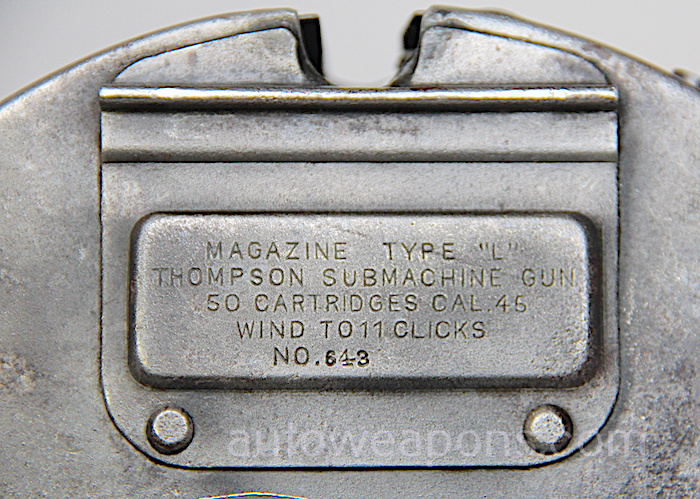 MAGAZINE TYPE "L"
THOMPSON SUBMACHINE GUN
50 CARTRIDGES CAL.45
WIND TO 11 CLICKS
NO.643
autoweapons.com